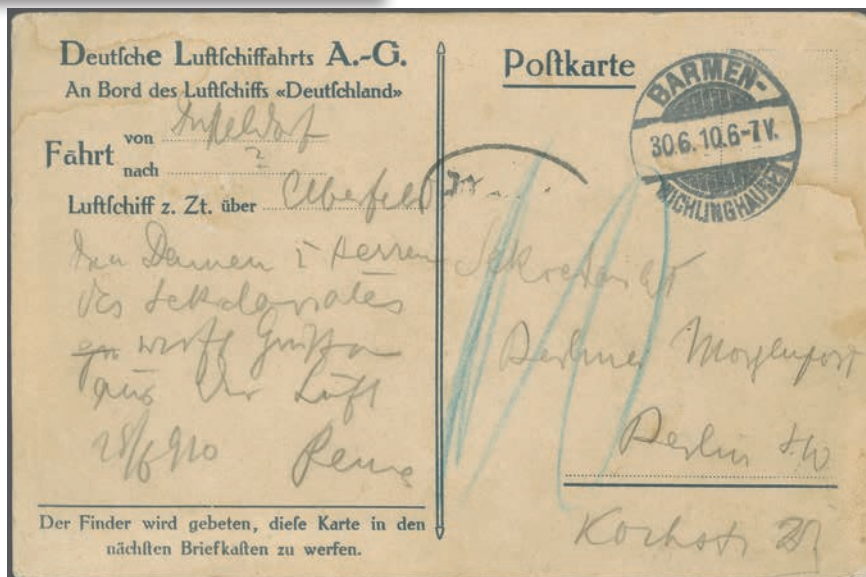 Deutsche Luftschiffahrts A.-G.
An Bord des Luftschiffs «Deutschland»
Fahrt von Düsseldorf
nach ?
Luftschiff z. Zt. über Elberfeld
Den Damen u Herren
des Sekretariates
wirft Grüße
aus der Luft
28/6 910
Der Finder wird gebeten, diese Karte in den
nächsten Briefkasten zu werfen.
Postkarte
BARMEN-
30.6.10.6-7V.
WICHLINGHAUSEN
Sekretariat
Berliner Morgenpost
Berlin SW
Kochstr